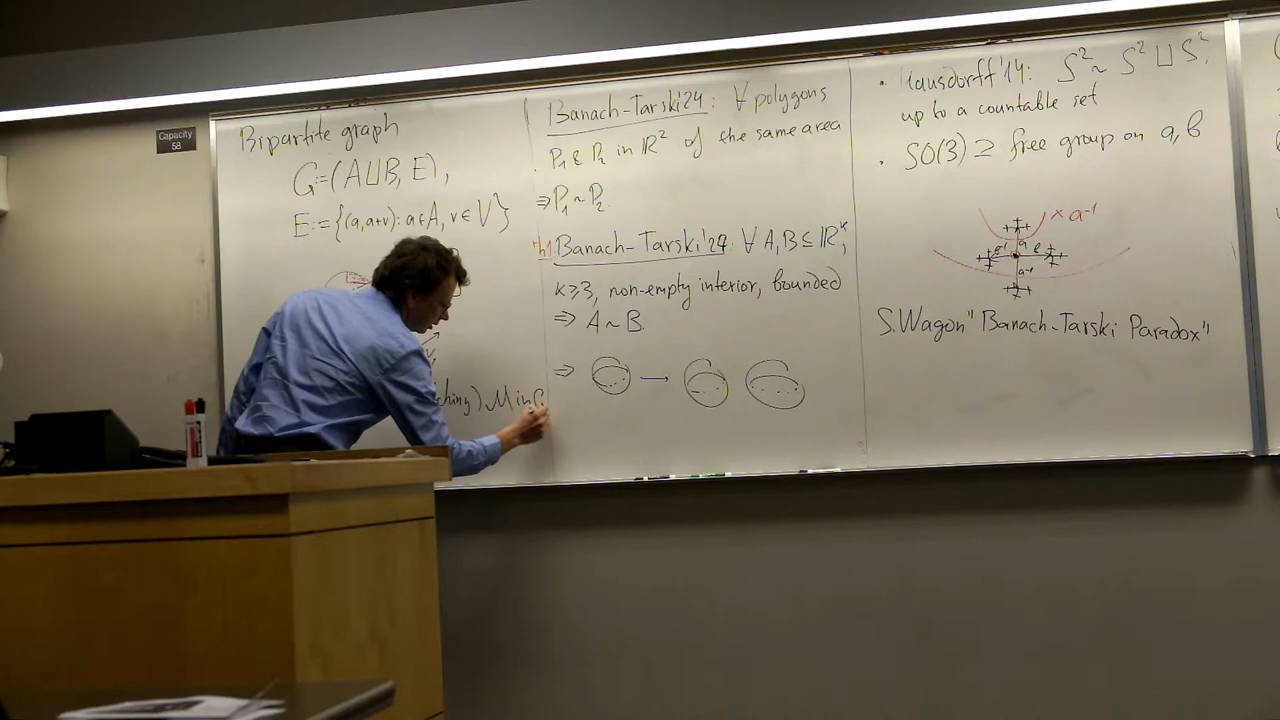 Capacity
58
Bipartite graph
G:=(A⊔B, E),
E:={(a,a+v): a∈A, v∈V}
ching) M in G
Banach-Tarski'24: ∀ polygons
P₁ & P₂ in ℝ² of the same area
⇒P₁~P₂
Th1 Banach-Tarski'24 ∀ A,B ⊆ ℝᵏ,
k≥3, non-empty interior, bounded
⇒ A~B.
⇒ →
• Hausdorff'14: S² ~ S² ⊔ S²,
up to a countable set
• SO(3) ≥ free group on a,b
× a⁻¹
a
e
a⁻¹
S.Wagon "Banach-Tarski Paradox"